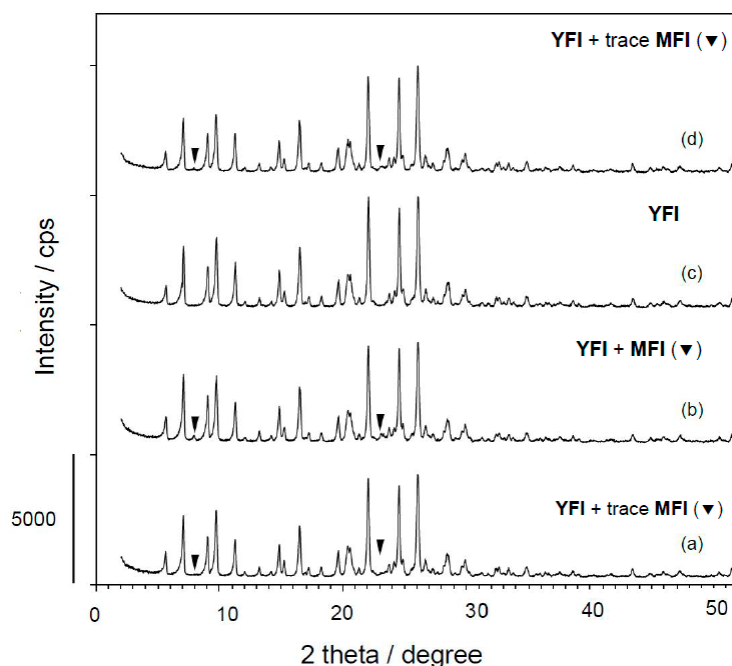 YFI + trace MFI (▼)
(d)
YFI
(c)
YFI + MFI (▼)
(b)
YFI + trace MFI (▼)
(a)
Intensity / cps
5000
0 10 20 30 40 50
2 theta / degree